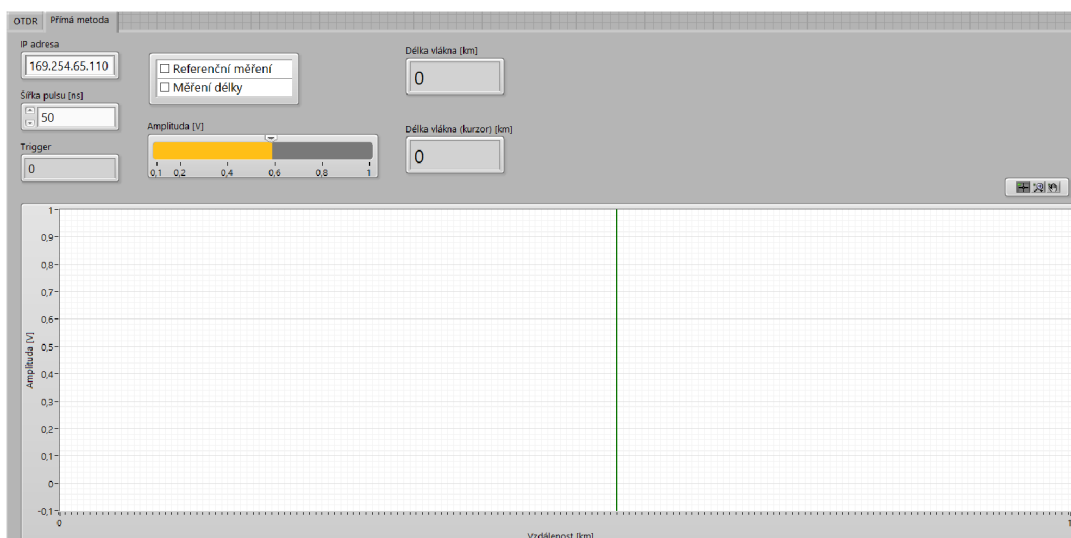 OTDR Přímá metoda
IP adresa
169.254.65.110
Šířka pulsu [ns]
50
Trigger
0
Referenční měření
Měření délky
Amplituda [V]
0,1 0,2 0,4 0,6 0,8 1
Délka vlákna [km]
0
Délka vlákna (kurzor) [km]
0
Amplituda [V]
1
0,9
0,8
0,7
0,6
0,5
0,4
0,3
0,2
0,1
0
-0,1
0 1
Vzdálenost [km]